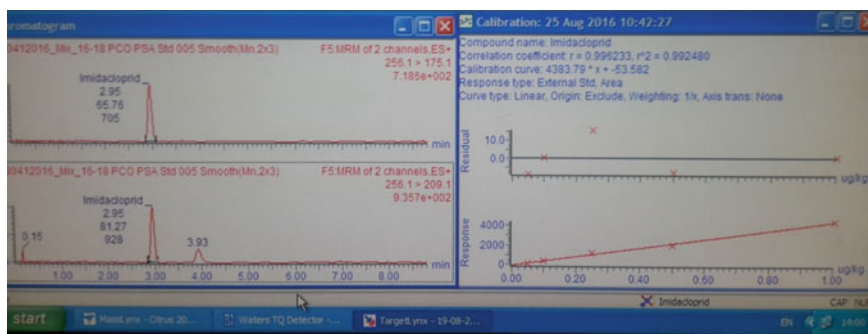 romatogram
0412016_Mix_16-18 PCO PSA Std 005 Smooth(Mn,2x3)
F5:MRM of 2 channels,ES+
256.1 > 175.1
7.186e+002
Imidacloprid
2.95
65.76
705
min
0412016_Mix_16-18 PCO PSA Std 005 Smooth(Mn,2x3)
F5:MRM of 2 channels,ES+
256.1 > 209.1
9.357e+002
Imidacloprid
2.95
81.27
928
0.15
3.93
min
1.00 2.00 3.00 4.00 5.00 6.00 7.00 8.00
Calibration: 25 Aug 2016 10:42:27
Compound name: Imidacloprid
Correlation coefficient: r = 0.996233, r^2 = 0.992480
Calibration curve: 4383.79 * x + -53.582
Response type: External Std, Area
Curve type: Linear, Origin: Exclude, Weighting: 1/x, Axis trans: None
Residual
10.0
0.0
ug/kg
Response
4000
2000
0
ug/kg
0.00 0.20 0.40 0.60 0.80 1.00
Imidacloprid
CAP NU
start
MassLynx - Citrus 20...
Waters TQ Detector -...
TargetLynx - 19-08-2...
EN